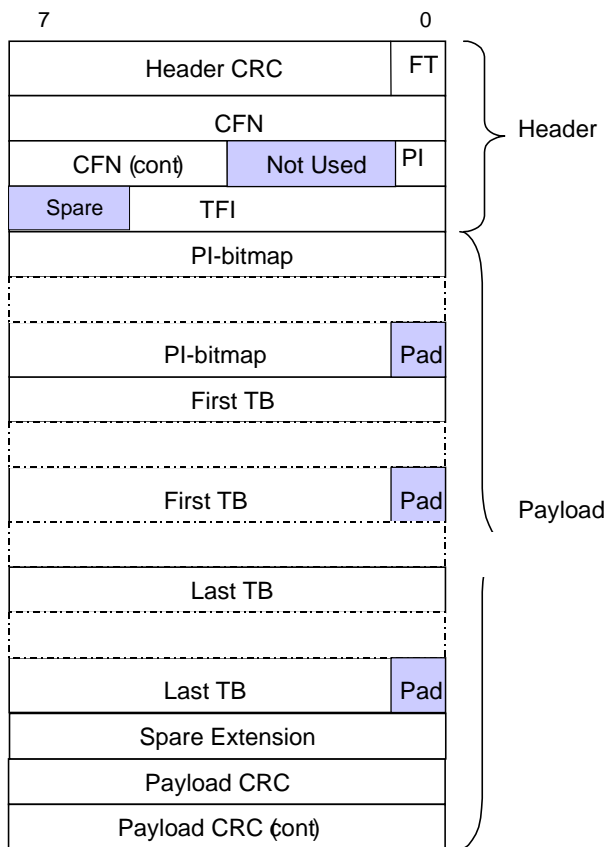 7 0
Header CRC FT
CFN
CFN (cont) Not Used PI
Spare TFI
Header
PI-bitmap
PI-bitmap Pad
First TB
First TB Pad
Payload
Last TB
Last TB Pad
Spare Extension
Payload CRC
Payload CRC (cont)